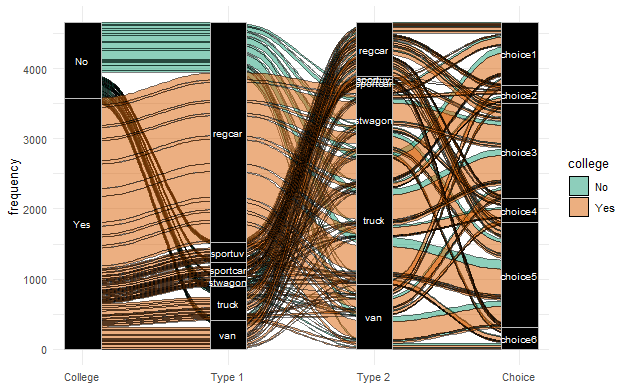 frequency
4000
3000
2000
1000
0
No
Yes
regcar
sportuv
sportcar
stwagon
truck
van
regcar
sportuv
sportcar
stwagon
truck
van
choice1
choice2
choice3
choice4
choice5
choice6
College
Type 1
Type 2
Choice
college
No
Yes